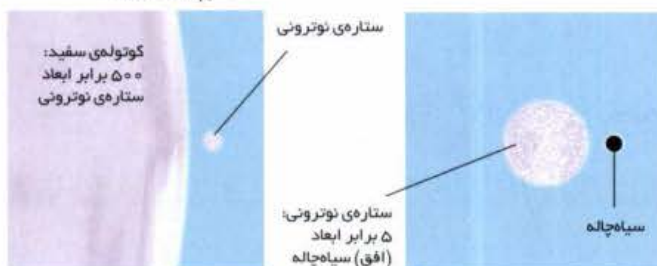 کوتوله‌ی سفید:
۵۰۰ برابر ابعاد
ستاره‌ی نوترونی
ستاره‌ی نوترونی
ستاره‌ی نوترونی:
۵ برابر ابعاد
(افق) سیاه‌چاله
سیاه‌چاله